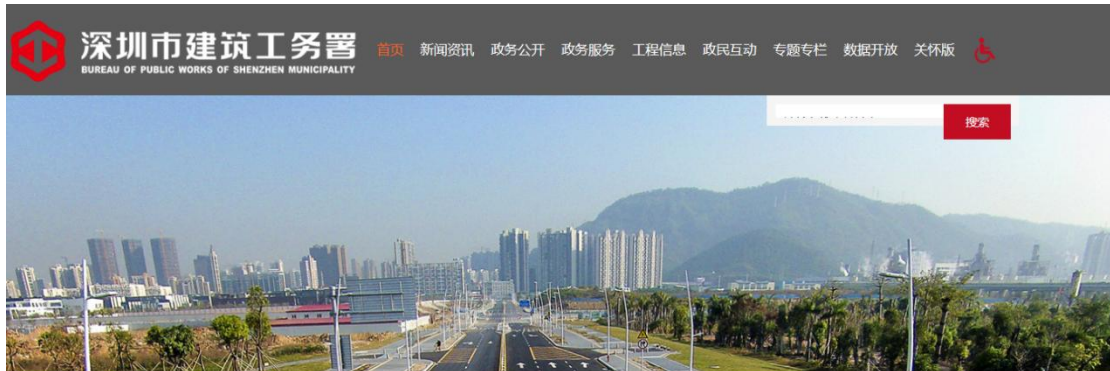 深圳市建筑工务署
BUREAU OF PUBLIC WORKS OF SHENZHEN MUNICIPALITY
首页 新闻资讯 政务公开 政务服务 工程信息 政民互动 专题专栏 数据开放 关怀版
搜索